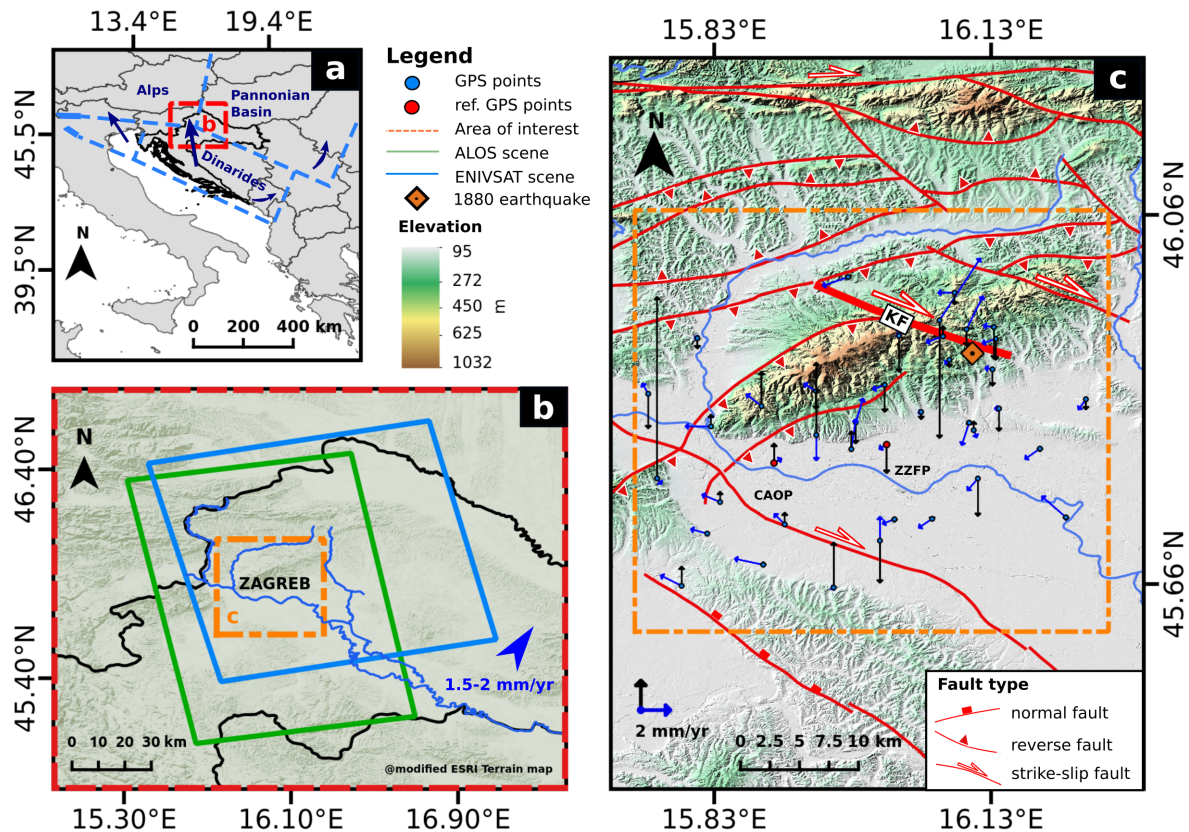 13.4°E
19.4°E
45.5°N
39.5°N
a
Alps
Pannonian
Basin
b
Dinarides
N
0 200 400 km
Legend
GPS points
ref. GPS points
Area of interest
ALOS scene
ENIVSAT scene
1880 earthquake
Elevation
95
272
450
625
1032
m
b
N
46.40°N
45.40°N
ZAGREB
c
1.5-2 mm/yr
0 10 20 30 km
@modified ESRI Terrain map
15.30°E
16.10°E
16.90°E
15.83°E
16.13°E
c
N
46.06°N
45.66°N
KF
ZZFP
CAOP
2 mm/yr
0 2.5 5 7.5 10 km
Fault type
normal fault
reverse fault
strike-slip fault
15.83°E
16.13°E